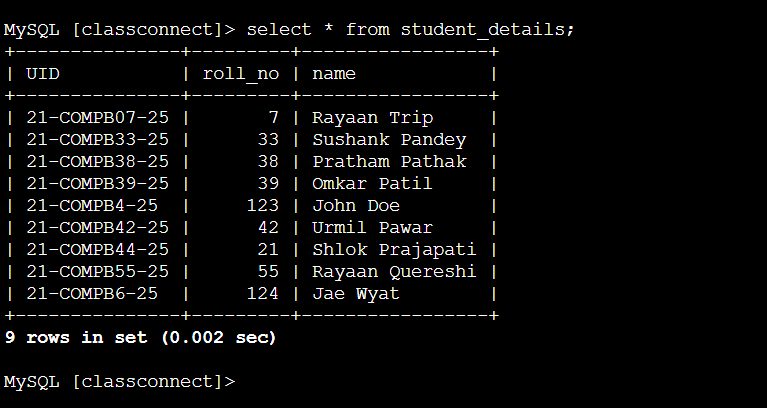 MySQL [classconnect]> select * from student_details;
+---------------+---------+----------------+
| UID           | roll_no | name           |
+---------------+---------+----------------+
| 21-COMPB07-25 |       7 | Rayaan Trip    |
| 21-COMPB33-25 |      33 | Sushank Pandey |
| 21-COMPB38-25 |      38 | Pratham Pathak |
| 21-COMPB39-25 |      39 | Omkar Patil    |
| 21-COMPB4-25  |     123 | John Doe       |
| 21-COMPB42-25 |      42 | Urmil Pawar    |
| 21-COMPB44-25 |      21 | Shlok Prajapati |
| 21-COMPB55-25 |      55 | Rayaan Quereshi |
| 21-COMPB6-25  |     124 | Jae Wyat       |
+---------------+---------+----------------+
9 rows in set (0.002 sec)
MySQL [classconnect]>